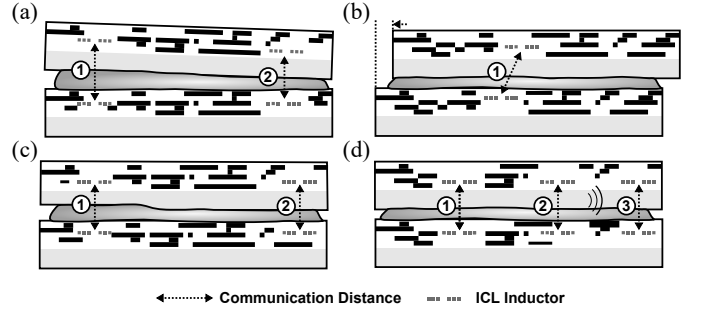 (a)
(b)
1
2
1
(c)
(d)
1
2
1
2
3
Communication Distance
ICL Inductor